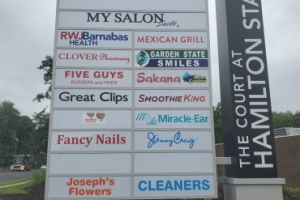 MY SALON
Suite
RWJBarnabas
HEALTH
MEXICAN GRILL
CLOVER Pharmacy
GARDEN STATE
SMILES
FIVE GUYS
BURGERS and FRIES
Sakana
Great Clips
SMOOTHIE KING
Miracle-Ear
Fancy Nails
Jenny Craig
Joseph's
Flowers
CLEANERS
THE COURT AT
HAMILTON STA